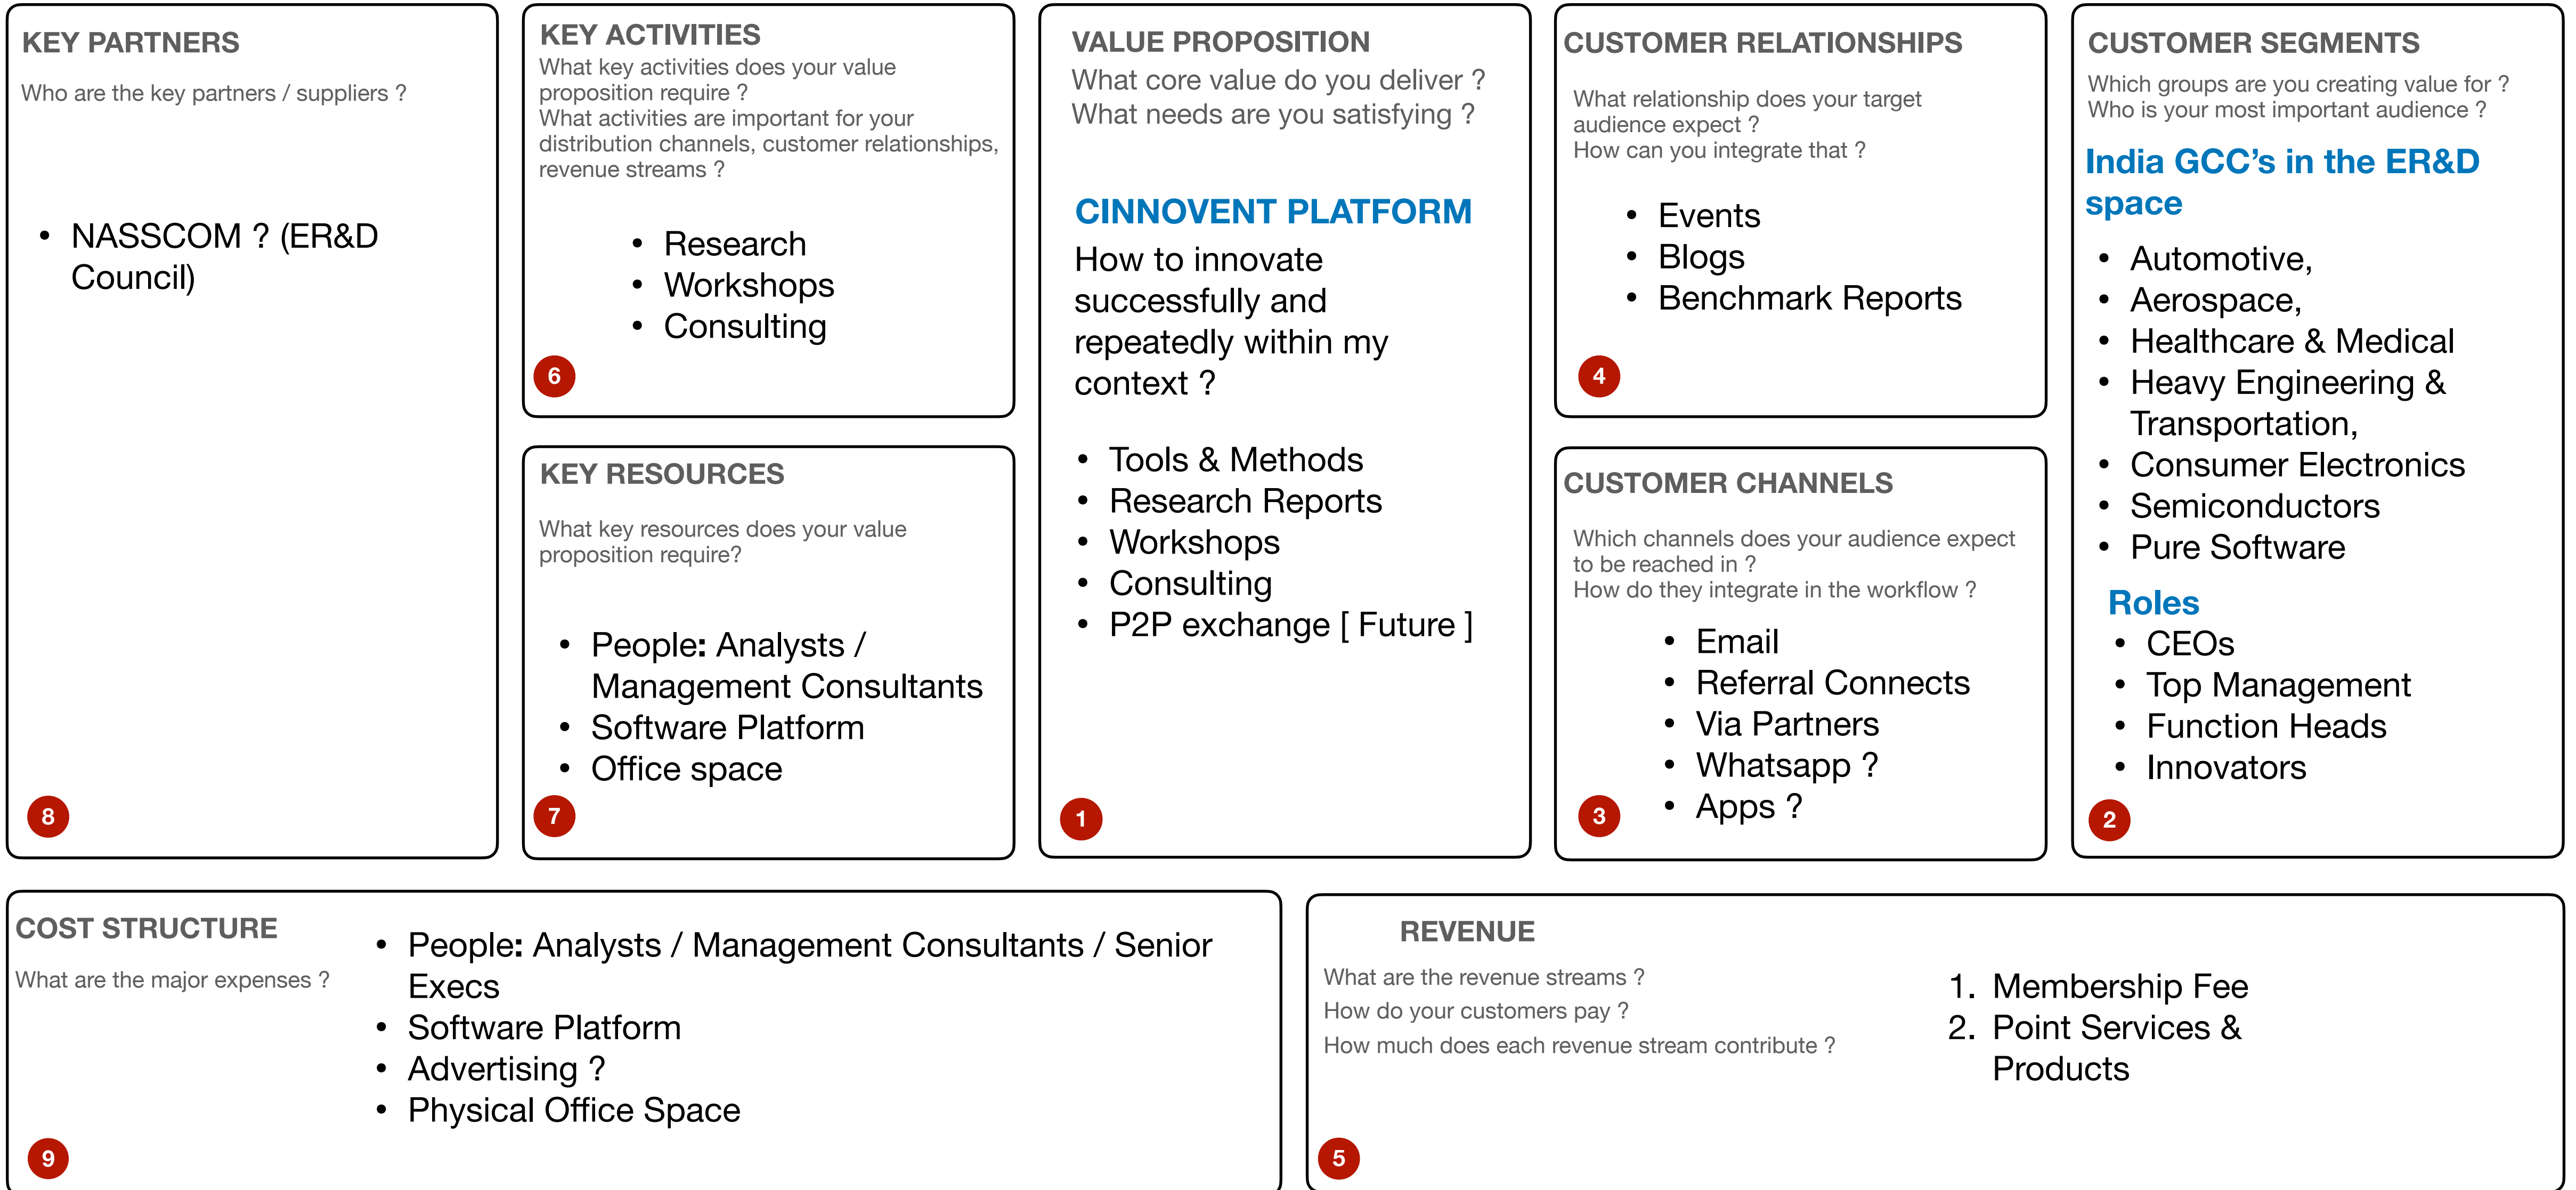 KEY PARTNERS
Who are the key partners / suppliers ?
• NASSCOM ? (ER&D
Council)
8
KEY ACTIVITIES
What key activities does your value
proposition require ?
What activities are important for your
distribution channels, customer relationships,
revenue streams ?
• Research
• Workshops
• Consulting
6
KEY RESOURCES
What key resources does your value
proposition require?
• People: Analysts /
Management Consultants
• Software Platform
• Office space
7
VALUE PROPOSITION
What core value do you deliver ?
What needs are you satisfying ?
CINNOVENT PLATFORM
How to innovate
successfully and
repeatedly within my
context ?
• Tools & Methods
• Research Reports
• Workshops
• Consulting
• P2P exchange [ Future ]
1
CUSTOMER RELATIONSHIPS
What relationship does your target
audience expect ?
How can you integrate that ?
• Events
• Blogs
• Benchmark Reports
4
CUSTOMER CHANNELS
Which channels does your audience expect
to be reached in ?
How do they integrate in the workflow ?
• Email
• Referral Connects
• Via Partners
• Whatsapp ?
• Apps ?
3
CUSTOMER SEGMENTS
Which groups are you creating value for ?
Who is your most important audience ?
India GCC’s in the ER&D
space
• Automotive,
• Aerospace,
• Healthcare & Medical
• Heavy Engineering &
Transportation,
• Consumer Electronics
• Semiconductors
• Pure Software
Roles
• CEOs
• Top Management
• Function Heads
• Innovators
2
COST STRUCTURE
What are the major expenses ?
• People: Analysts / Management Consultants / Senior
Execs
• Software Platform
• Advertising ?
• Physical Office Space
9
REVENUE
What are the revenue streams ?
How do your customers pay ?
How much does each revenue stream contribute ?
1. Membership Fee
2. Point Services &
Products
5